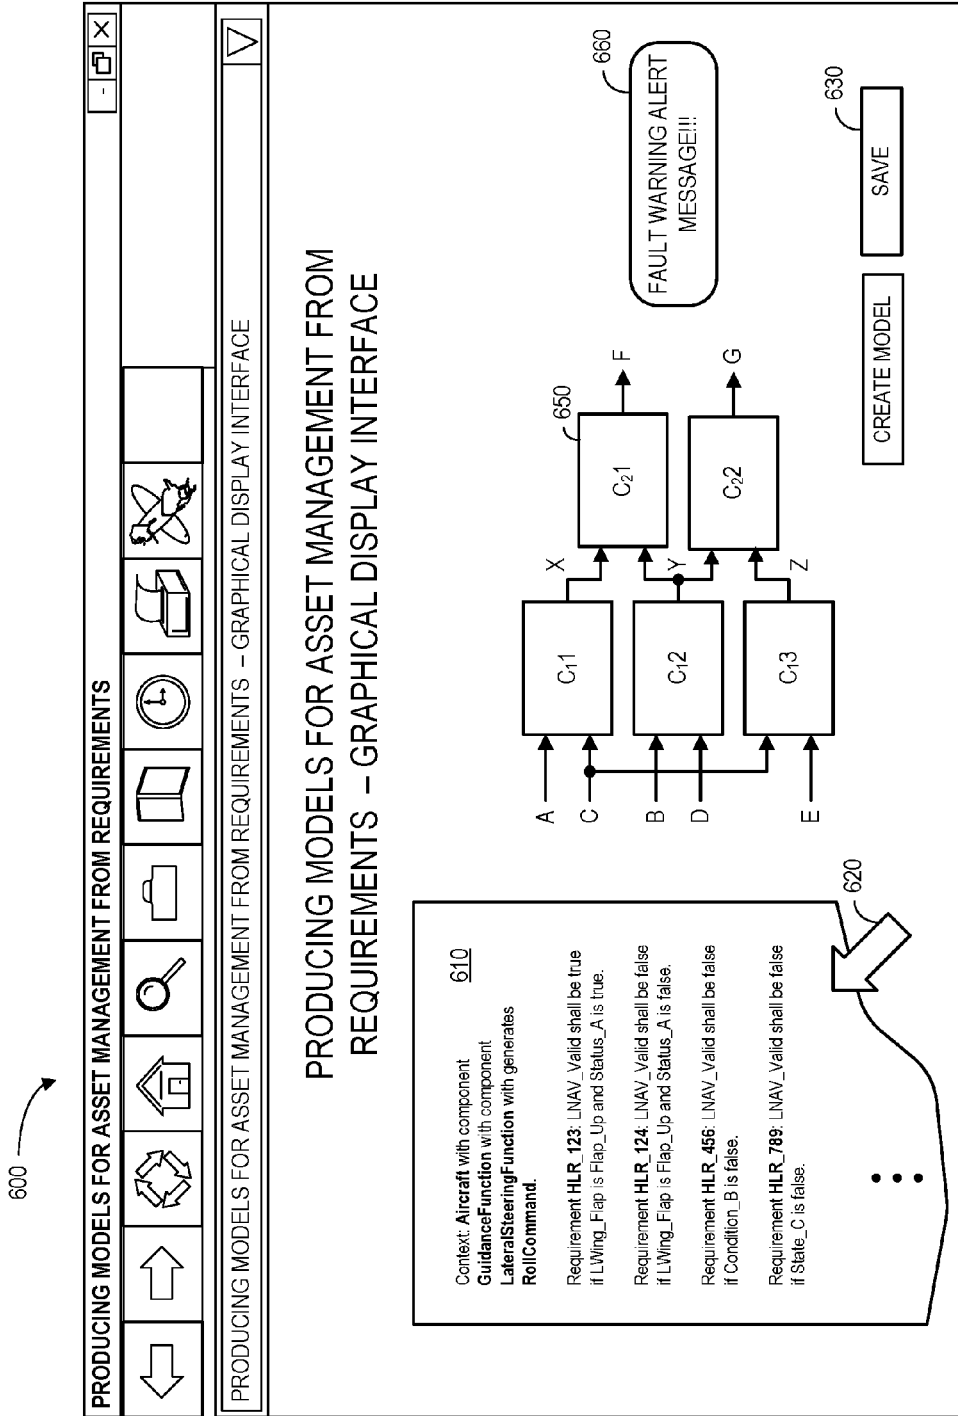 600
PRODUCING MODELS FOR ASSET MANAGEMENT FROM REQUIREMENTS
- X
PRODUCING MODELS FOR ASSET MANAGEMENT FROM REQUIREMENTS – GRAPHICAL DISPLAY INTERFACE
PRODUCING MODELS FOR ASSET MANAGEMENT FROM
REQUIREMENTS – GRAPHICAL DISPLAY INTERFACE
610
Context: Aircraft with component
GuidanceFunction with component
LateralSteeringFunction with generates
RollCommand.
Requirement HLR_123: LNAV_Valid shall be true
if LWing_Flap is Flap_Up and Status_A is true.
Requirement HLR_124: LNAV_Valid shall be false
if LWing_Flap is Flap_Up and Status_A is false.
Requirement HLR_456: LNAV_Valid shall be false
if Condition_B is false.
Requirement HLR_789: LNAV_Valid shall be false
if State_C is false.
620
A
C
B
D
E
C₁1
C₁2
C₁3
X
Y
Z
650
C₂1
C₂2
F
G
660
FAULT WARNING ALERT
MESSAGE!!!
CREATE MODEL
SAVE
630